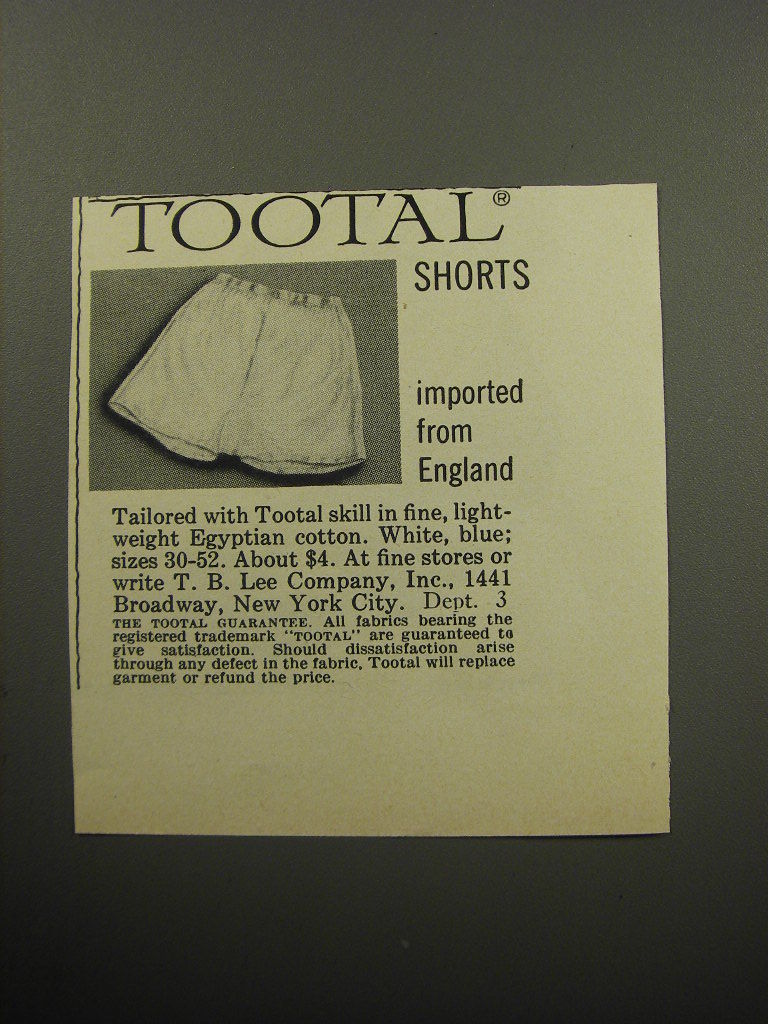 TOOTAL®
SHORTS
imported
from
England
Tailored with Tootal skill in fine, light-
weight Egyptian cotton. White, blue;
sizes 30-52. About $4. At fine stores or
write T. B. Lee Company, Inc., 1441
Broadway, New York City. Dept. 3
THE TOOTAL GUARANTEE. All fabrics bearing the
registered trademark "TOOTAL" are guaranteed to
give satisfaction. Should dissatisfaction arise
through any defect in the fabric, Tootal will replace
garment or refund the price.